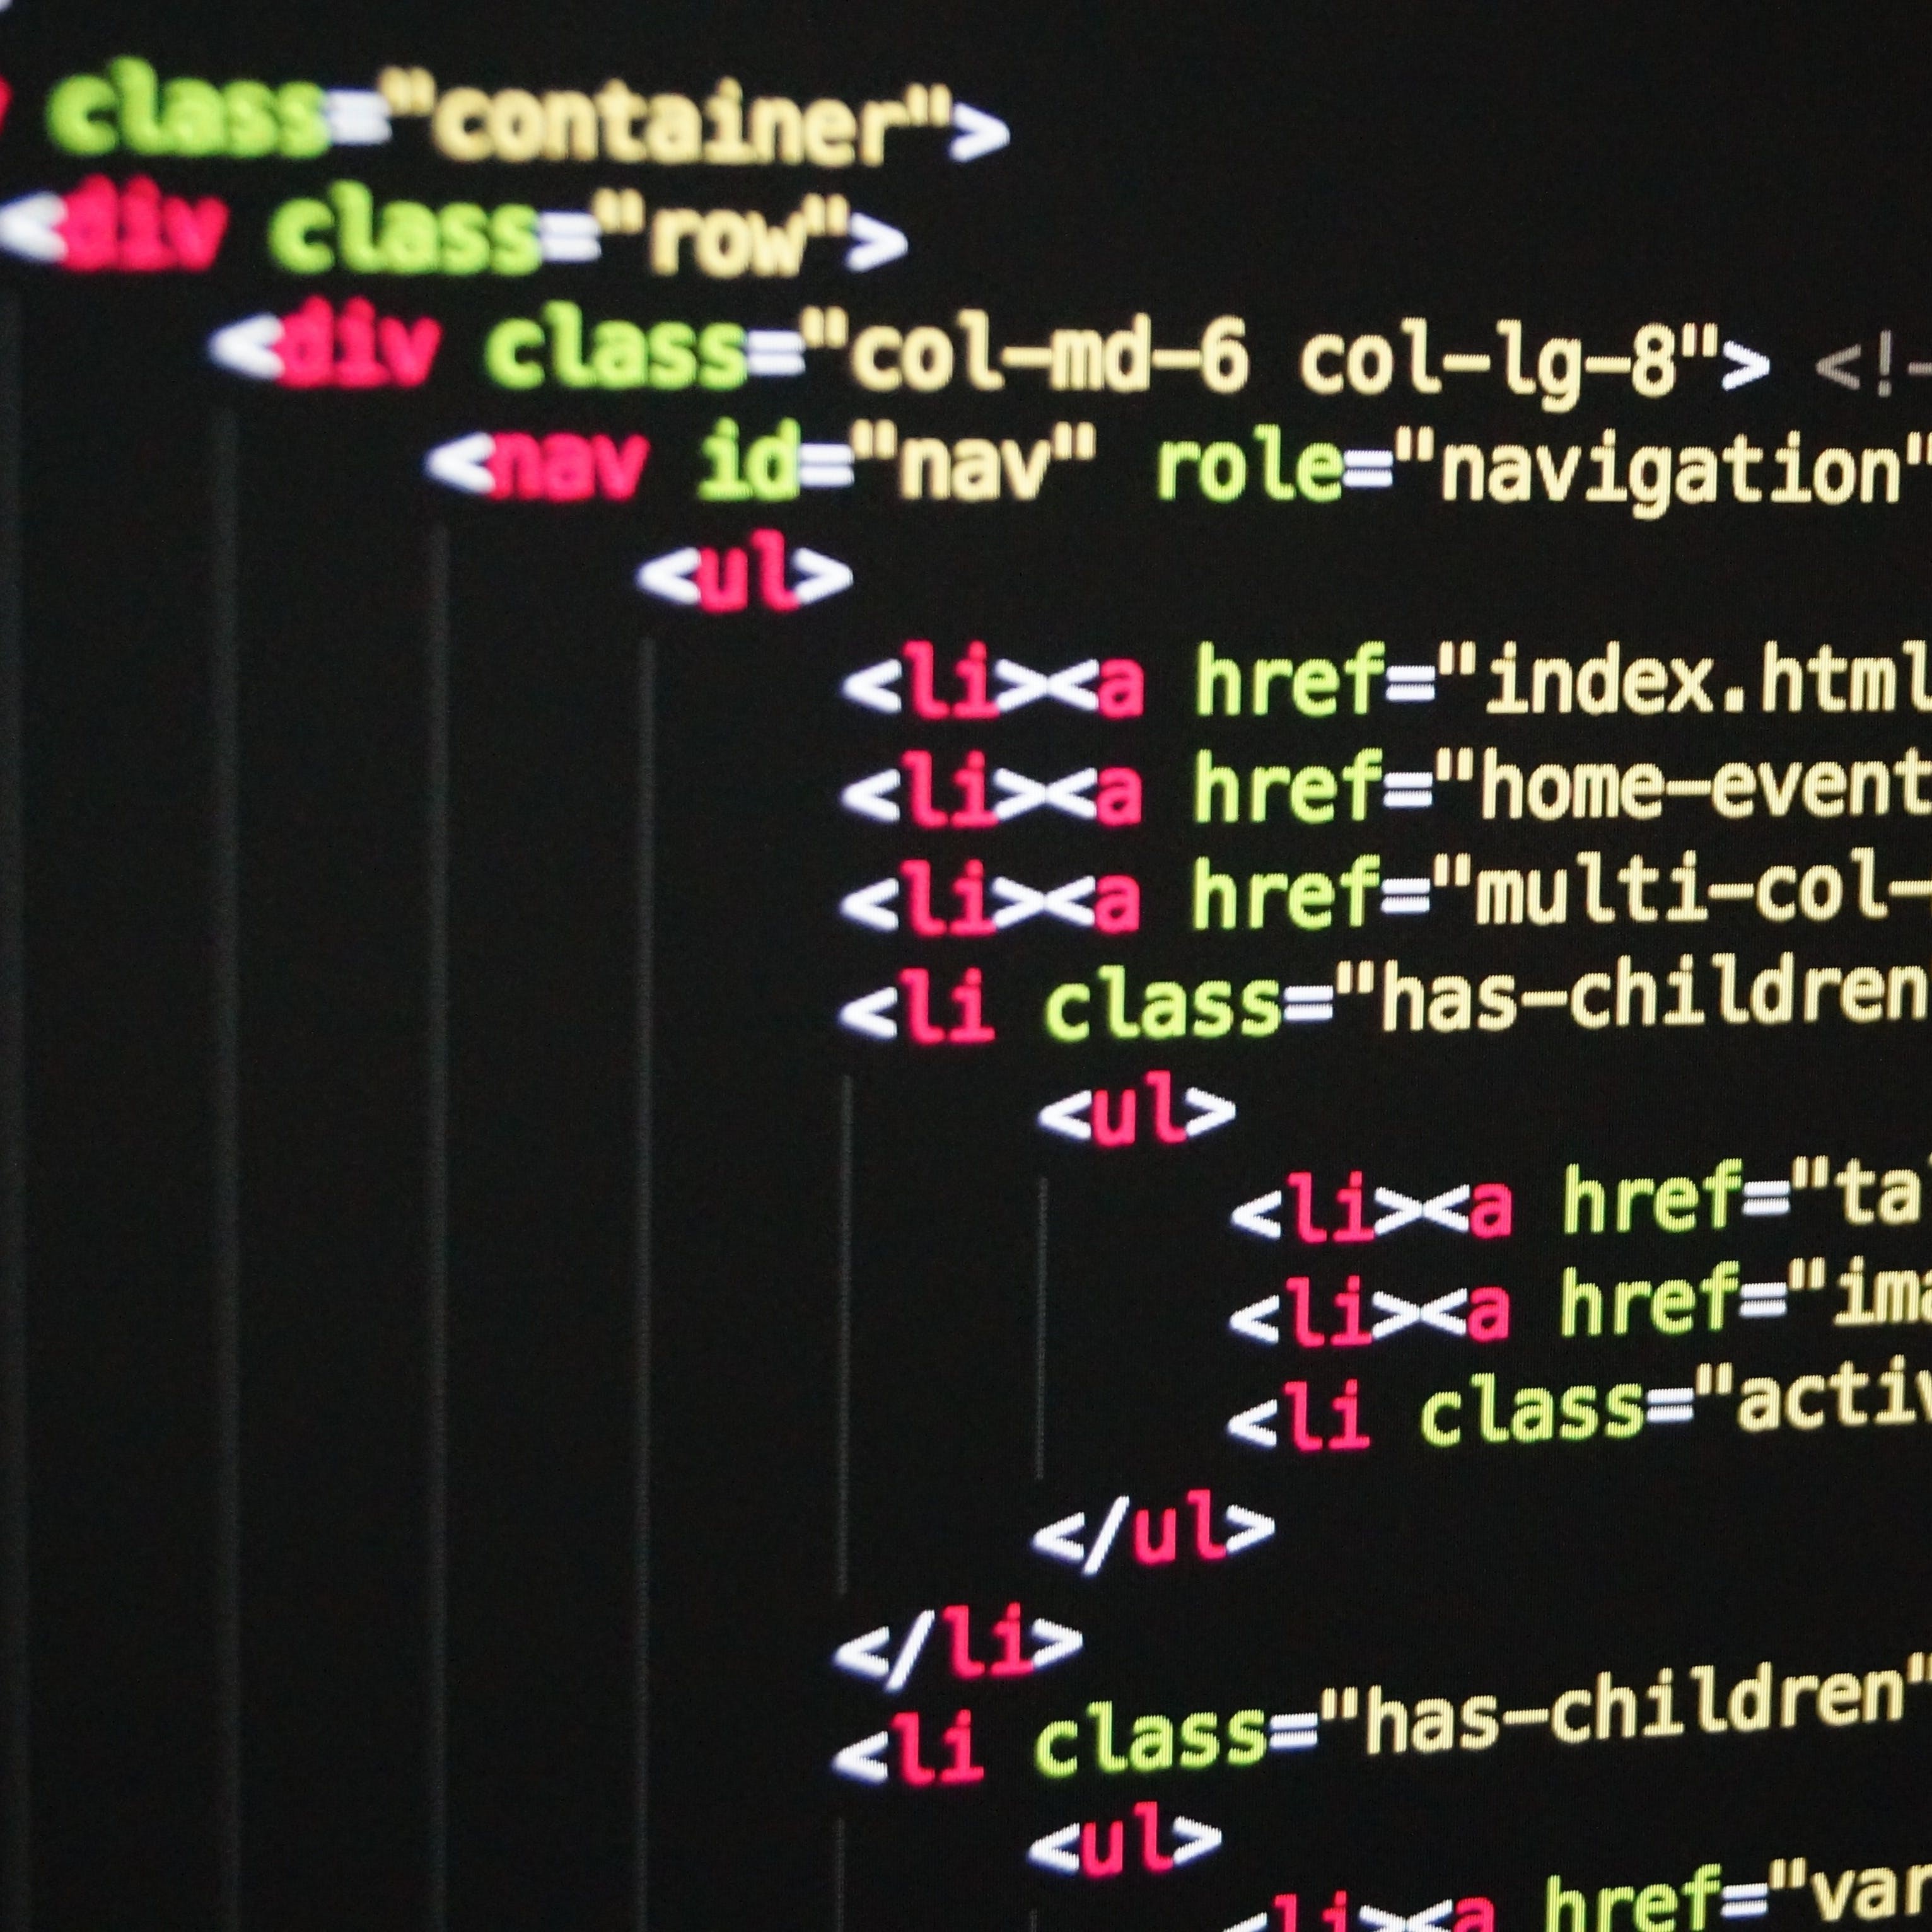 class="container">
<div class="row">
<div class="col-md-6 col-lg-8"> <!-
<nav id="nav" role="navigation"
<ul>
<li><a href="index.html
<li><a href="home-event
<li><a href="multi-col-
<li class="has-children
<ul>
<li><a href="ta
<li><a href="ima
<li class="activ
</ul>
</li>
<li class="has-children"
<ul>
<li><a href="var